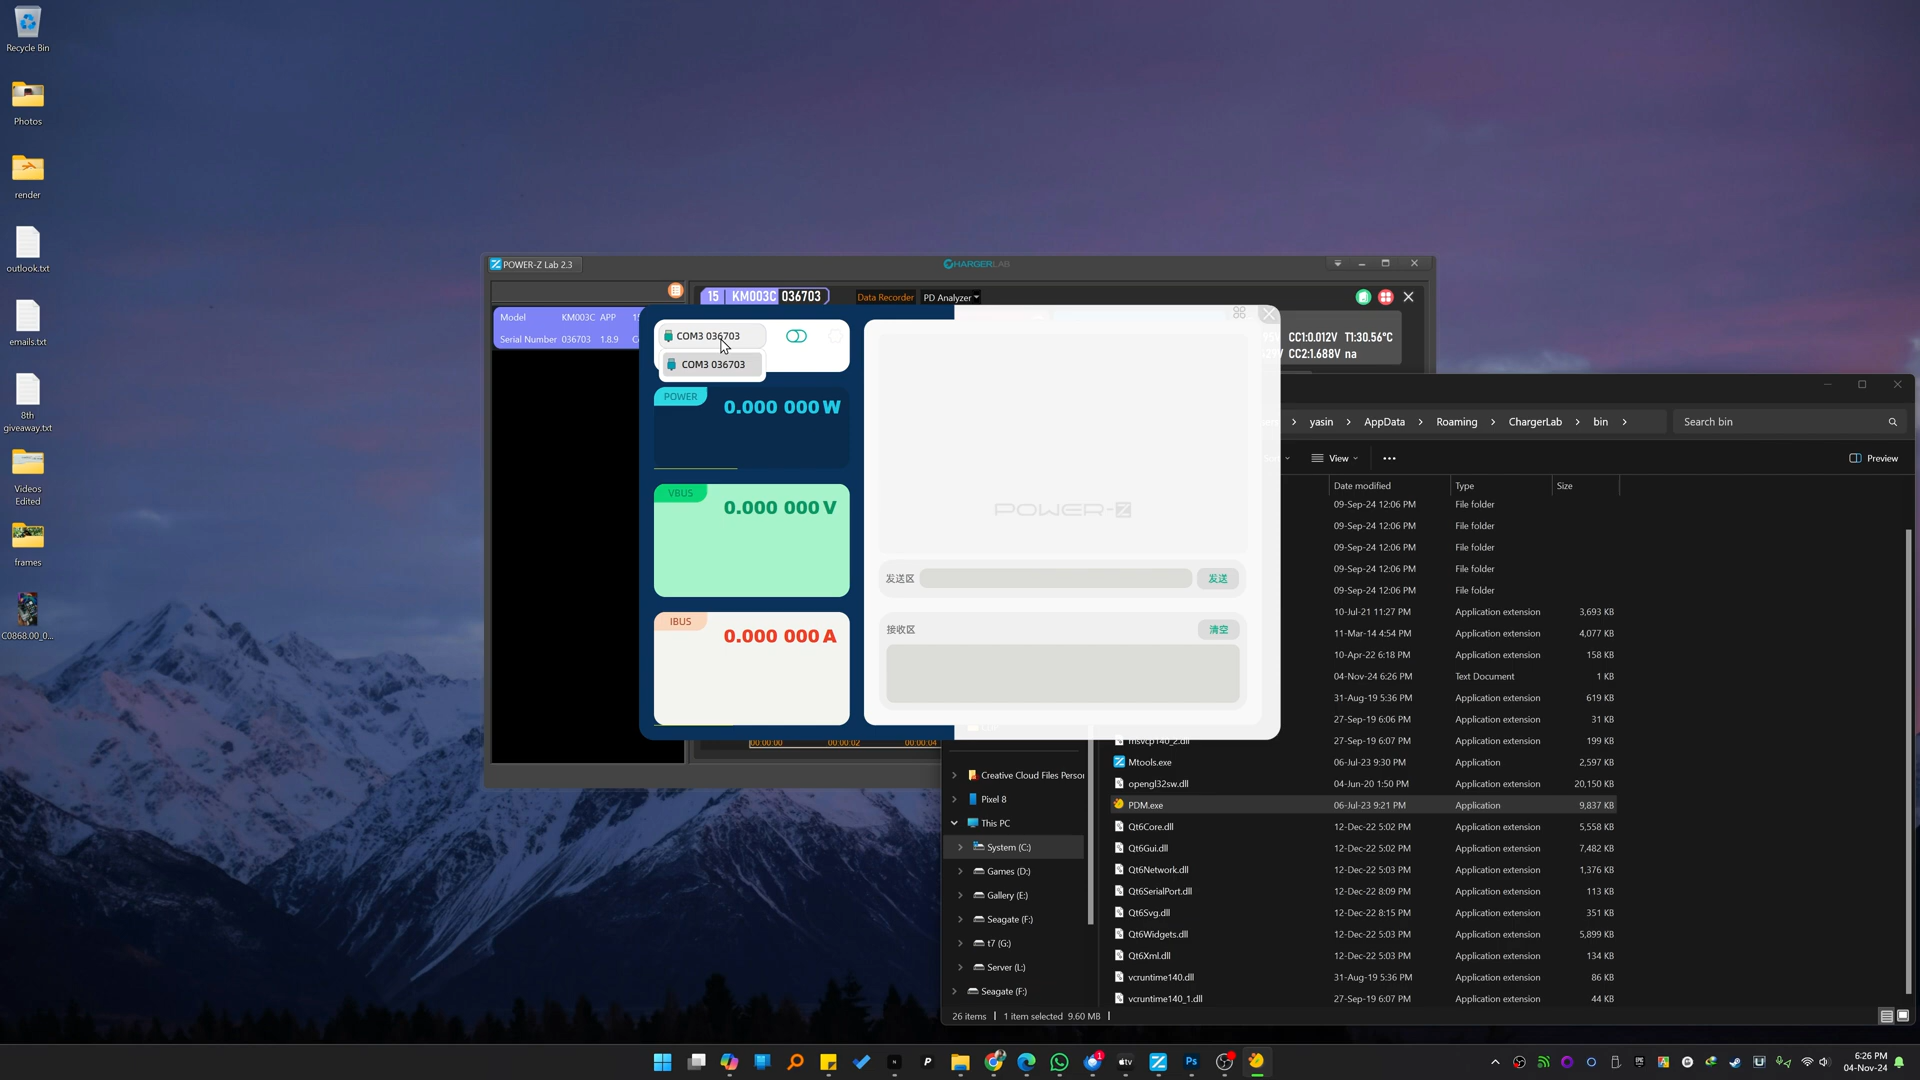 Recycle Bin
Photos
render
outlook.txt
emails.txt
8th
giveaway.txt
Videos
Edited
frames
C0868.00_0...
POWER-Z Lab 2.3
CHARGERLAB
Model KM003C APP
Serial Number 036703 1.8.9
15 KM003C 036703
Data Recorder
PD Analyzer
CC1:0.012V T1:30.56°C
CC2:1.688V na
COM3 036703
COM3 036703
POWER
0.000 000 W
VBUS
0.000 000 V
IBUS
0.000 000 A
POWER-Z
发送区
发送
接收区
清空
00:00:00 00:00:02 00:00:04
yasin > AppData > Roaming > ChargerLab > bin >
Search bin
View
Preview
Date modified Type Size
09-Sep-24 12:06 PM File folder
09-Sep-24 12:06 PM File folder
09-Sep-24 12:06 PM File folder
09-Sep-24 12:06 PM File folder
09-Sep-24 12:06 PM File folder
10-Jul-21 11:27 PM Application extension 3,693 KB
11-Mar-14 4:54 PM Application extension 4,077 KB
10-Apr-22 6:18 PM Application extension 158 KB
04-Nov-24 6:26 PM Text Document 1 KB
31-Aug-19 5:36 PM Application extension 619 KB
27-Sep-19 6:06 PM Application extension 31 KB
msvcp140_2.dll 27-Sep-19 6:07 PM Application extension 199 KB
Mtools.exe 06-Jul-23 9:30 PM Application 2,597 KB
opengl32sw.dll 04-Jun-20 1:50 PM Application extension 20,150 KB
PDM.exe 06-Jul-23 9:21 PM Application 9,837 KB
Qt6Core.dll 12-Dec-22 5:02 PM Application extension 5,558 KB
Qt6Gui.dll 12-Dec-22 5:02 PM Application extension 7,482 KB
Qt6Network.dll 12-Dec-22 5:03 PM Application extension 1,376 KB
Qt6SerialPort.dll 12-Dec-22 8:09 PM Application extension 113 KB
Qt6Svg.dll 12-Dec-22 8:15 PM Application extension 351 KB
Qt6Widgets.dll 12-Dec-22 5:03 PM Application extension 5,899 KB
Qt6Xml.dll 12-Dec-22 5:03 PM Application extension 134 KB
vcruntime140.dll 31-Aug-19 5:36 PM Application extension 86 KB
vcruntime140_1.dll 27-Sep-19 6:07 PM Application extension 44 KB
Creative Cloud Files Perso
Pixel 8
This PC
System (C:)
Games (D:)
Gallery (E:)
Seagate (F:)
t7 (G:)
Server (L:)
Seagate (F:)
26 items 1 item selected 9.60 MB
6:26 PM
04-Nov-24